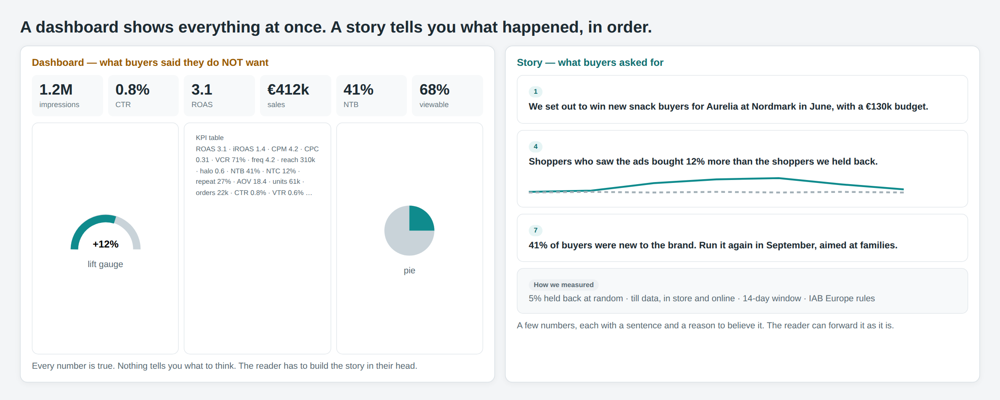 A dashboard shows everything at once. A story tells you what happened, in order.
Dashboard — what buyers said they do NOT want
1.2M
impressions
0.8%
CTR
3.1
ROAS
€412k
sales
41%
NTB
68%
viewable
+12%
lift gauge
KPI table
ROAS 3.1 · iROAS 1.4 · CPM 4.2 · CPC
0.31 · VCR 71% · freq 4.2 · reach 310k
· halo 0.6 · NTB 41% · NTC 12% ·
repeat 27% · AOV 18.4 · units 61k ·
orders 22k · CTR 0.8% · VTR 0.6% …
pie
Every number is true. Nothing tells you what to think. The reader has to build the story in their head.
Story — what buyers asked for
1
We set out to win new snack buyers for Aurelia at Nordmark in June, with a €130k budget.
4
Shoppers who saw the ads bought 12% more than the shoppers we held back.
7
41% of buyers were new to the brand. Run it again in September, aimed at families.
How we measured
5% held back at random · till data, in store and online · 14-day window · IAB Europe rules
A few numbers, each with a sentence and a reason to believe it. The reader can forward it as it is.